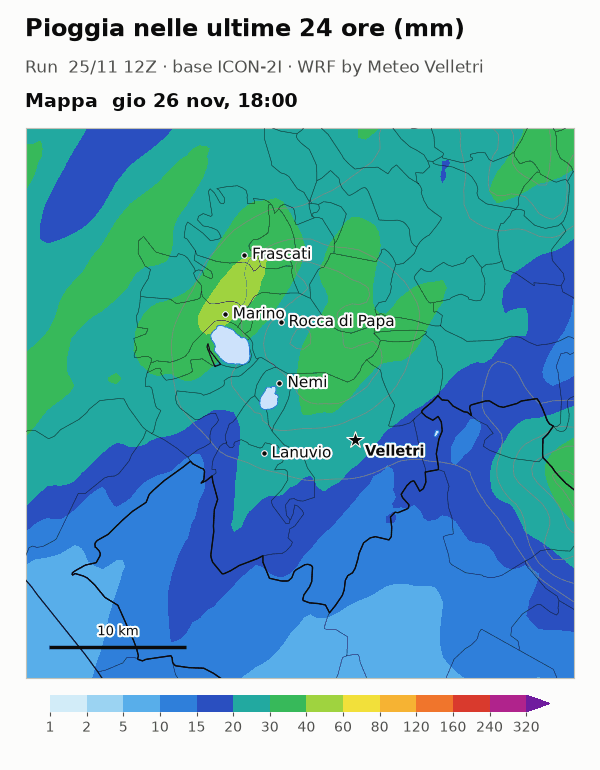 Pioggia nelle ultime 24 ore (mm)
Run 25/11 12Z · base ICON-2I · WRF by Meteo Velletri
Mappa gio 26 nov, 18:00
Frascati
Marino
Rocca di Papa
Nemi
Velletri
Lanuvio
10 km
1 2 5 10 15 20 30 40 60 80 120 160 240 320